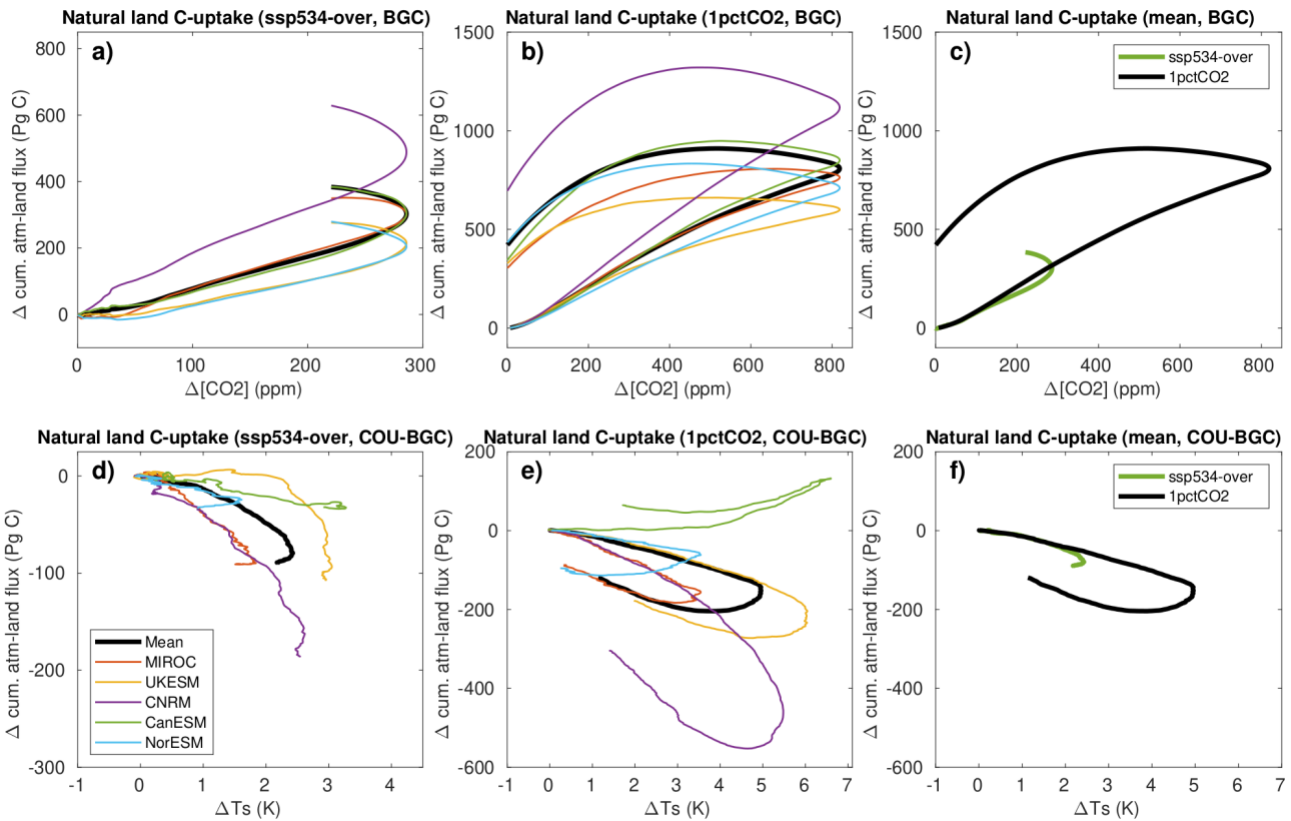 Natural land C-uptake (ssp534-over, BGC)
a)
800
600
400
200
0
0
100
200
300
Δ cum. atm-land flux (Pg C)
Δ[CO2] (ppm)
Natural land C-uptake (1pctCO2, BGC)
b)
1500
1000
500
0
0
200
400
600
800
Δ cum. atm-land flux (Pg C)
Δ[CO2] (ppm)
Natural land C-uptake (mean, BGC)
c)
ssp534-over
1pctCO2
1500
1000
500
0
0
200
400
600
800
Δ cum. atm-land flux (Pg C)
Δ[CO2] (ppm)
Natural land C-uptake (ssp534-over, COU-BGC)
d)
0
-100
-200
-300
Mean
MIROC
UKESM
CNRM
CanESM
NorESM
-1
0
1
2
3
4
Δ cum. atm-land flux (Pg C)
ΔTs (K)
Natural land C-uptake (1pctCO2, COU-BGC)
e)
200
0
-200
-400
-600
-1
0
1
2
3
4
5
6
7
Δ cum. atm-land flux (Pg C)
ΔTs (K)
Natural land C-uptake (mean, COU-BGC)
f)
ssp534-over
1pctCO2
200
0
-200
-400
-600
-1
0
1
2
3
4
5
6
7
Δ cum. atm-land flux (Pg C)
ΔTs (K)